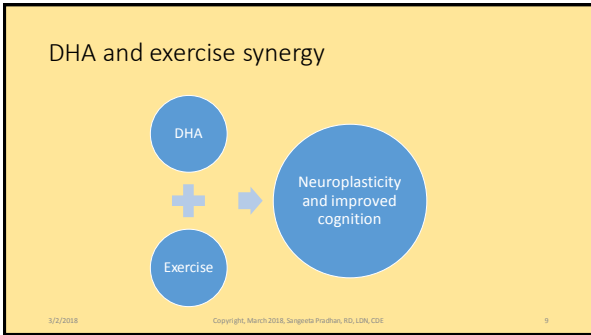 DHA and exercise synergy
DHA
Exercise
Neuroplasticity
and improved
cognition
3/2/2018
Copyright, March 2018, Sangeeta Pradhan, RD, LDN, CDE
9